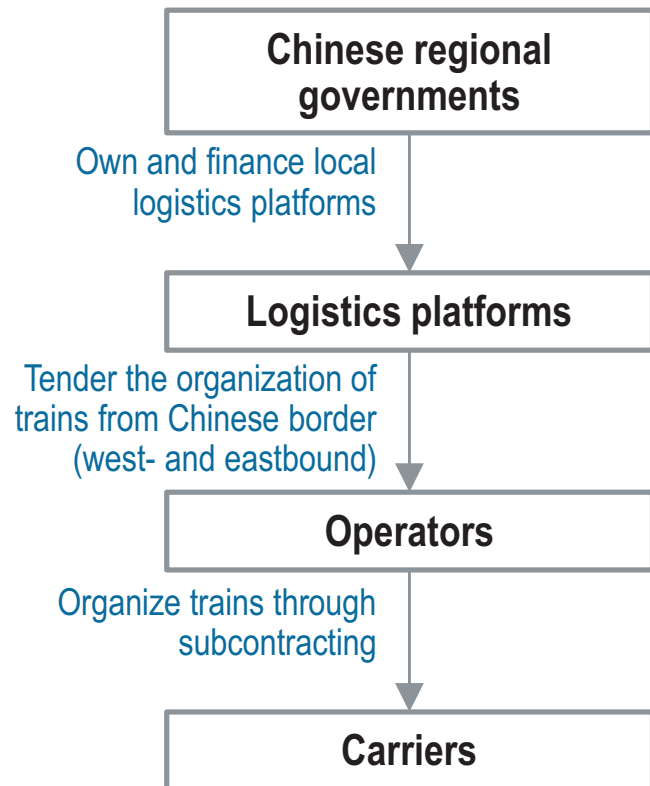 Chinese regional
governments
Own and finance local
logistics platforms
Logistics platforms
Tender the organization of
trains from Chinese border
(west- and eastbound)
Operators
Organize trains through
subcontracting
Carriers